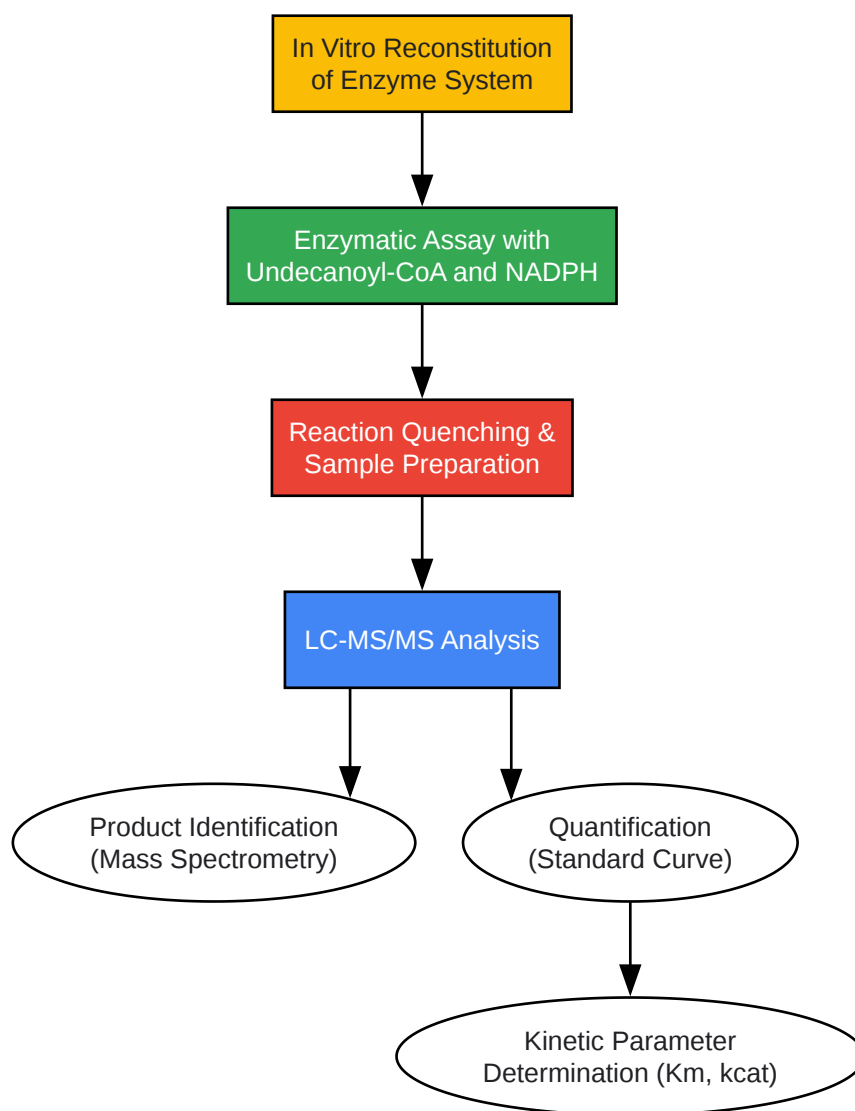 In Vitro Reconstitution
of Enzyme System
Enzymatic Assay with
Undecanoyl-CoA and NADPH
Reaction Quenching &
Sample Preparation
LC-MS/MS Analysis
Product Identification
(Mass Spectrometry)
Quantification
(Standard Curve)
Kinetic Parameter
Determination (Km, kcat)